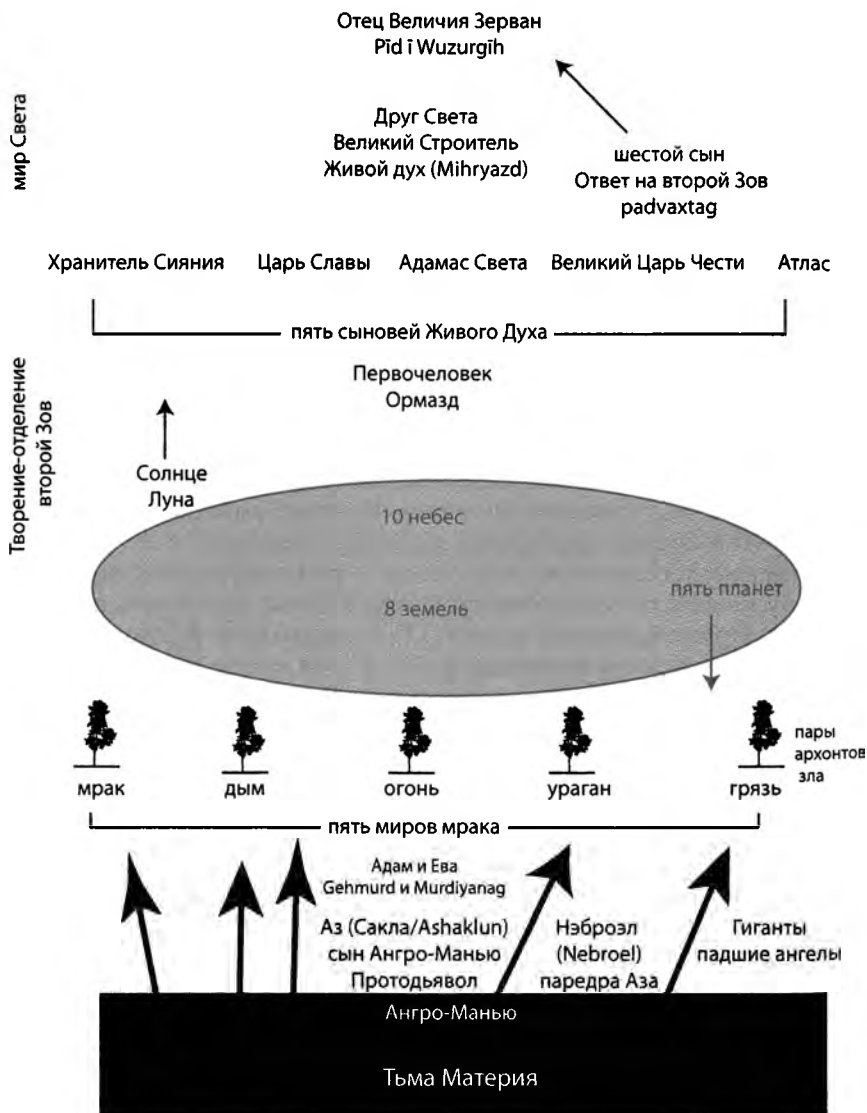 Отец Величия Зерван
Pīd ī Wuzurgīh
мир Света
Друг Света
Великий Строитель
Живой дух (Mihryazd)
шестой сын
Ответ на второй Зов
padvaxtag
Хранитель Сияния Царь Славы Адамас Света Великий Царь Чести Атлас
пять сыновей Живого Духа
Творение-отделение
второй Зов
Первочеловек
Ормазд
Солнце
Луна
10 небес
пять планет
8 земель
пары
архонтов
зла
мрак дым огонь ураган грязь
пять миров мрака
Адам и Ева
Gehmurd и Murdiyanag
Аз (Сакла/Ashaklun)
сын Ангро-Манью
Протодьявол
Нэброэл
(Nebroel)
паредра Аза
Гиганты
падшие ангелы
Ангро-Манью
Тьма Материя